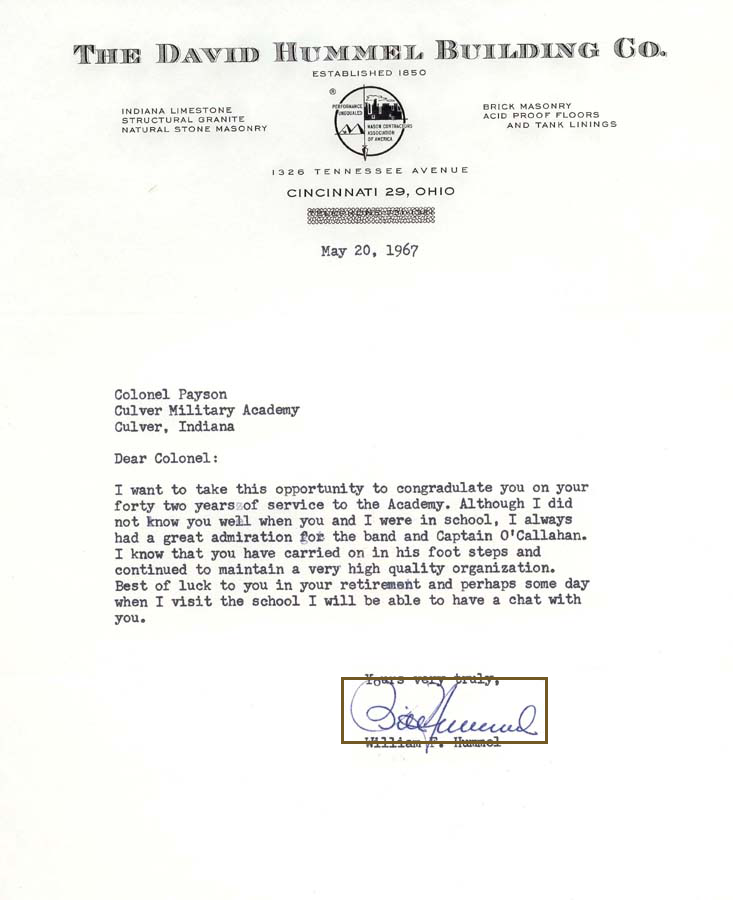 THE DAVID HUMMEL BUILDING CO.
ESTABLISHED 1850
INDIANA LIMESTONE
STRUCTURAL GRANITE
NATURAL STONE MASONRY
®
PERFORMANCE
UNEQUALED
MASON CONTRACTORS
ASSOCIATION
OF AMERICA
BRICK MASONRY
ACID PROOF FLOORS
AND TANK LININGS
1326 TENNESSEE AVENUE
CINCINNATI 29, OHIO
May 20, 1967
Colonel Payson
Culver Military Academy
Culver, Indiana
Dear Colonel:
I want to take this opportunity to congradulate you on your
forty two years of service to the Academy. Although I did
not know you well when you and I were in school, I always
had a great admiration for the band and Captain O'Callahan.
I know that you have carried on in his foot steps and
continued to maintain a very high quality organization.
Best of luck to you in your retirement and perhaps some day
when I visit the school I will be able to have a chat with
you.
Yours very truly,
Bill Hummel
William F. Hummel